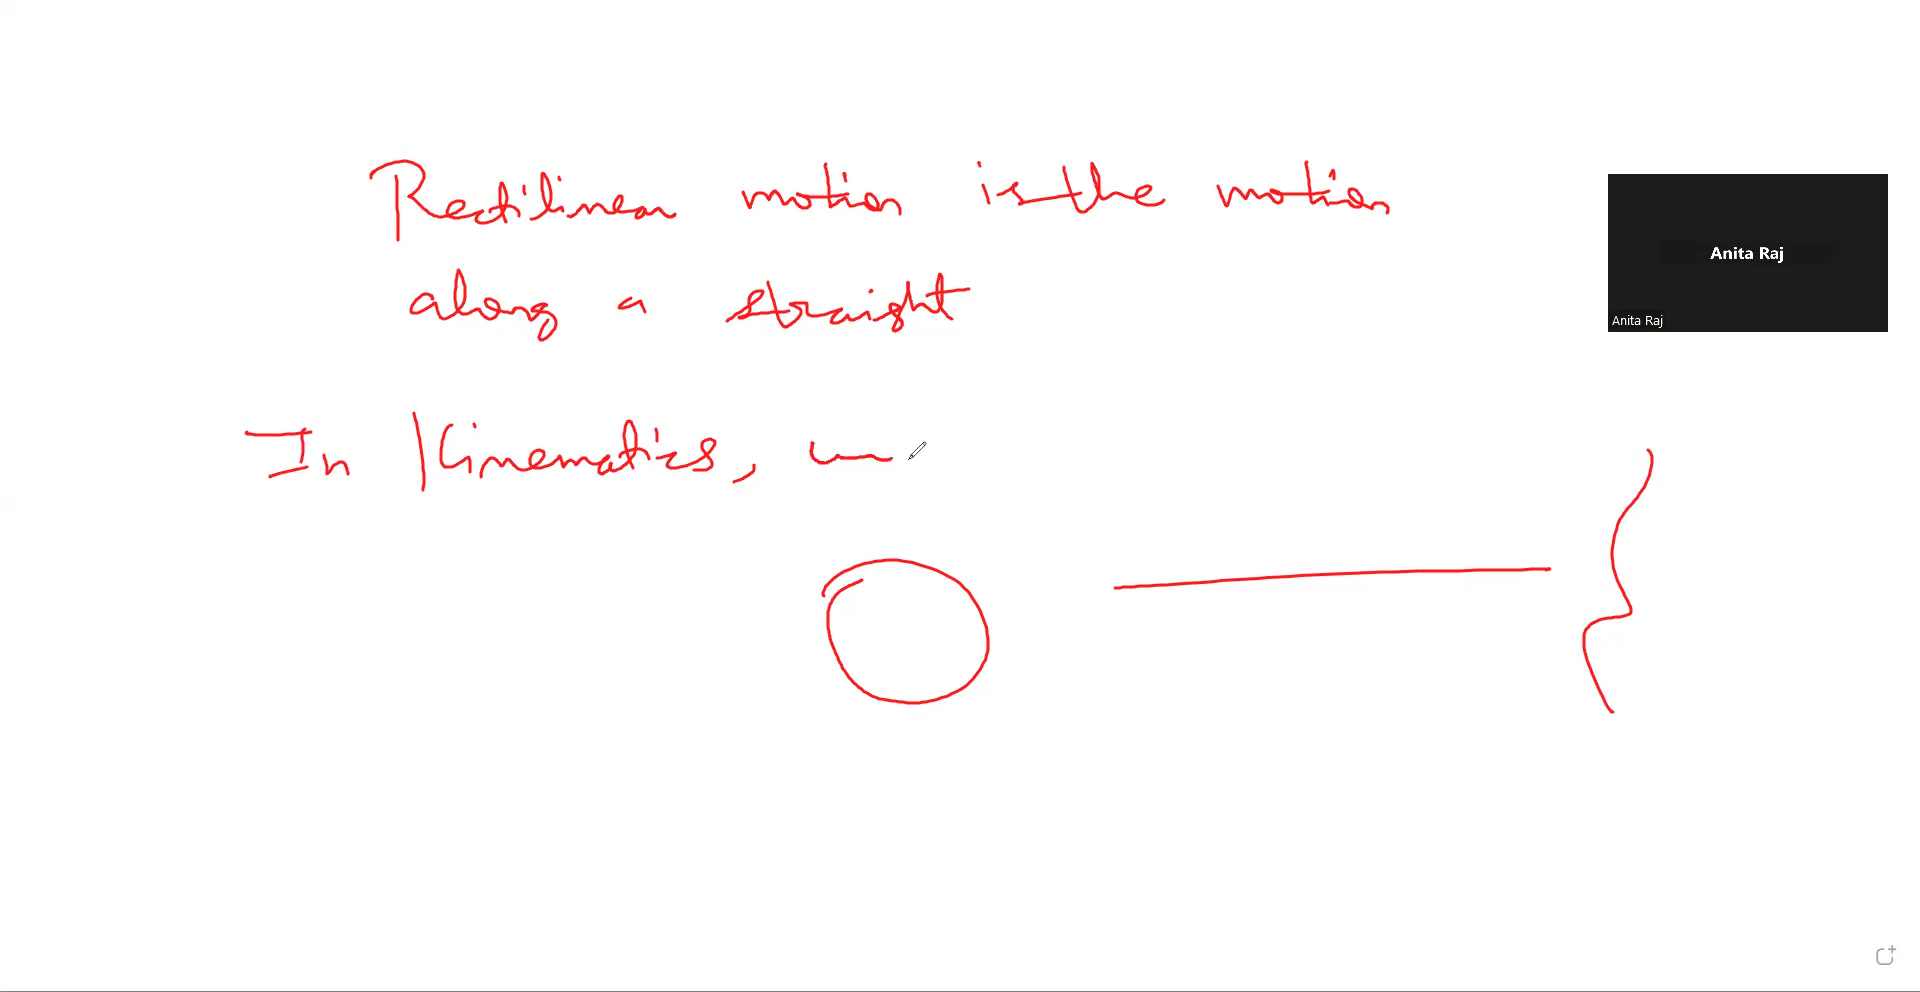 Rectilinear motion is the motion
along a straight
In Kinematics,
Anita Raj
Anita Raj